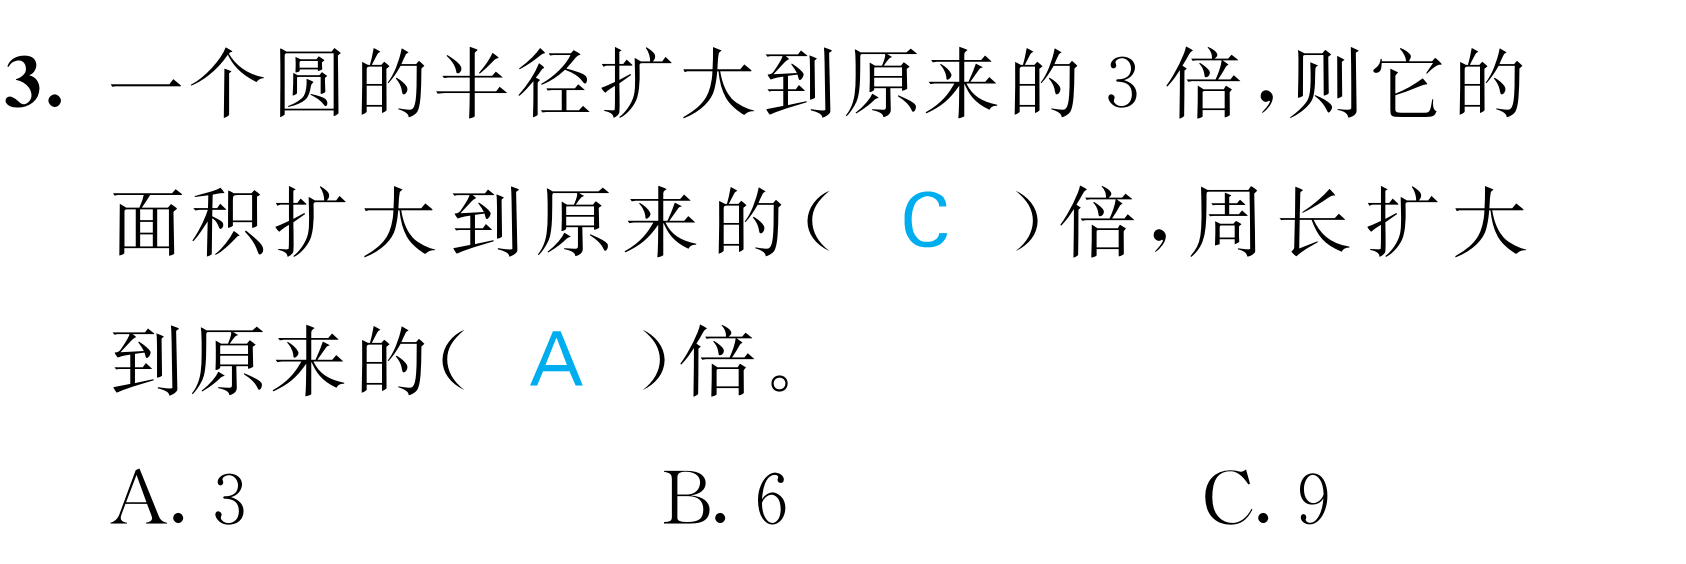 3. 一个圆的半径扩大到原来的 3 倍,则它的
面积扩大到原来的( C )倍,周长扩大
到原来的( A )倍。
A. 3 B. 6 C. 9